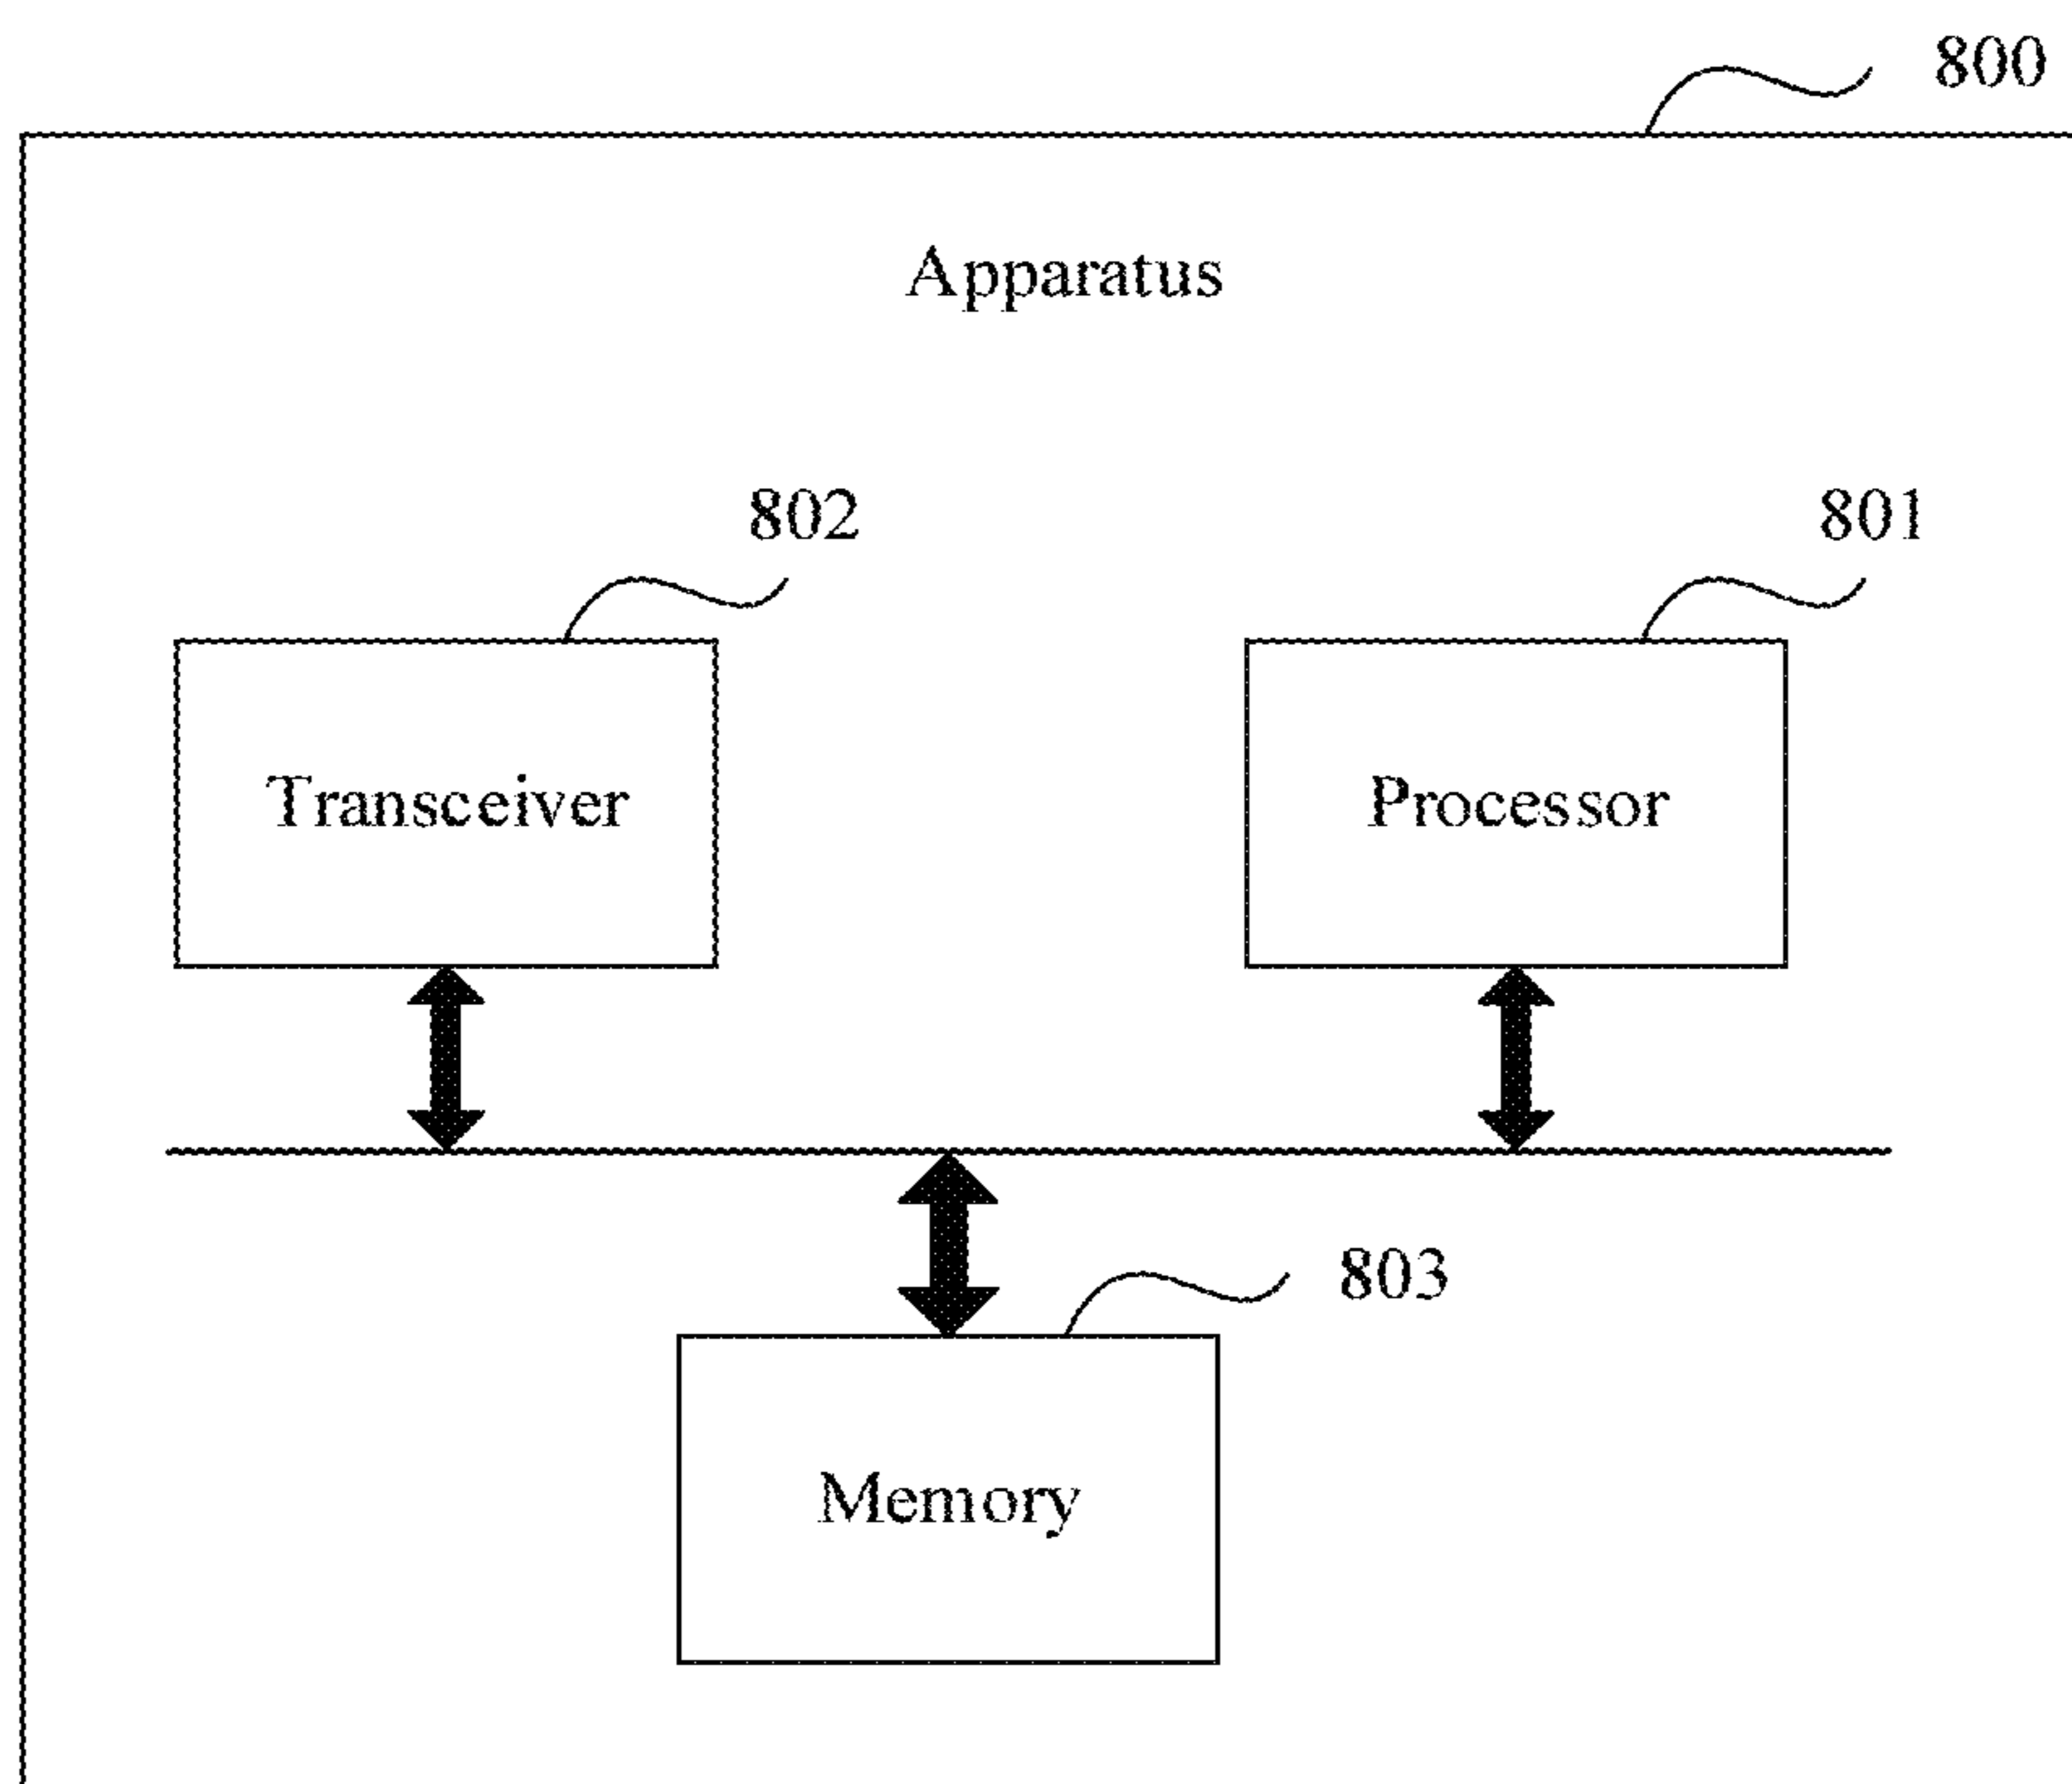 800
Apparatus
802
801
Transceiver
Processor
803
Memory